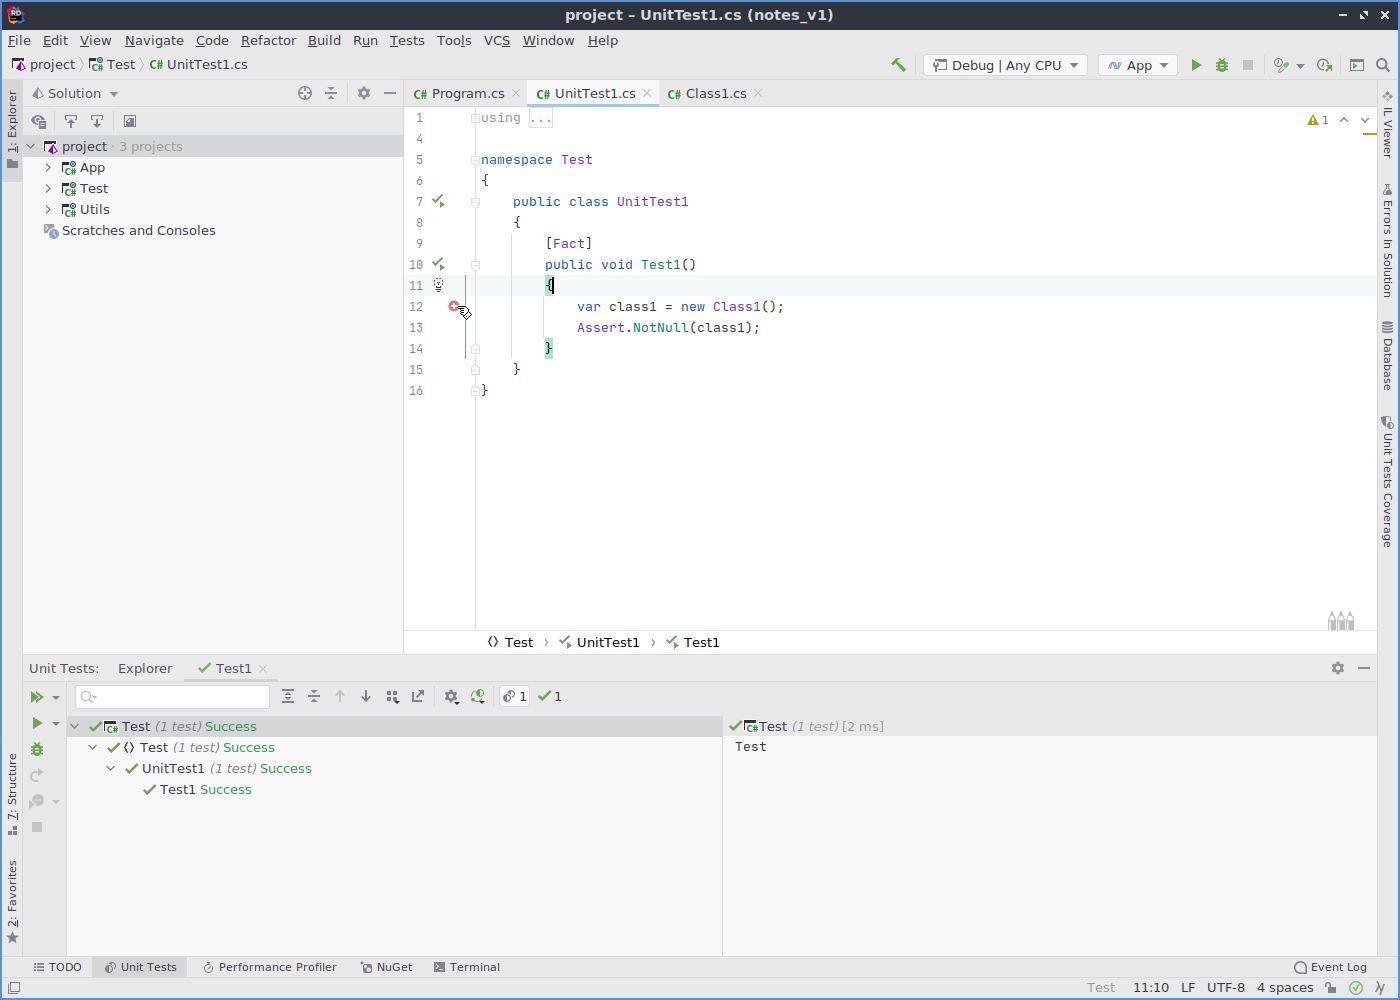 project – UnitTest1.cs (notes_v1)
File Edit View Navigate Code Refactor Build Run Tests Tools VCS Window Help
project Test C# UnitTest1.cs Debug | Any CPU App
1: Explorer
Solution
project · 3 projects
App
Test
Utils
Scratches and Consoles
C# Program.cs C# UnitTest1.cs C# Class1.cs
1 using ...
4
5 namespace Test
6 {
7 public class UnitTest1
8 {
9 [Fact]
10 public void Test1()
11 {
12 var class1 = new Class1();
13 Assert.NotNull(class1);
14 }
15 }
16 }
1
IL Viewer
Errors In Solution
Database
Unit Tests Coverage
Test UnitTest1 Test1
Unit Tests: Explorer Test1
1 1
Test (1 test) Success
Test (1 test) Success
UnitTest1 (1 test) Success
Test1 Success
Test (1 test) [2 ms]
Test
7: Structure
2: Favorites
TODO Unit Tests Performance Profiler NuGet Terminal Event Log
Test 11:10 LF UTF-8 4 spaces